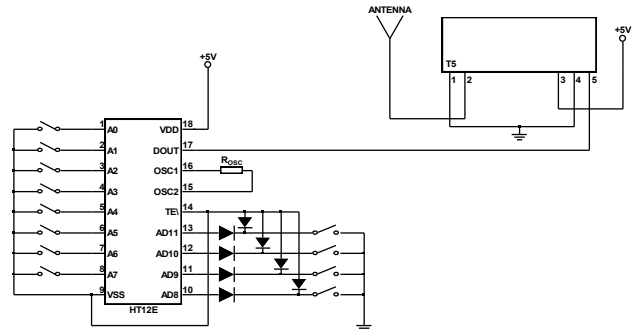 ANTENNA
+5V
+5V
T5
1 2 3 4 5
1 A0 VDD 18
2 A1 DOUT 17
3 A2 OSC1 16 ROSC
4 A3 OSC2 15
5 A4 TE\ 14
6 A5 AD11 13
7 A6 AD10 12
8 A7 AD9 11
9 VSS AD8 10
HT12E